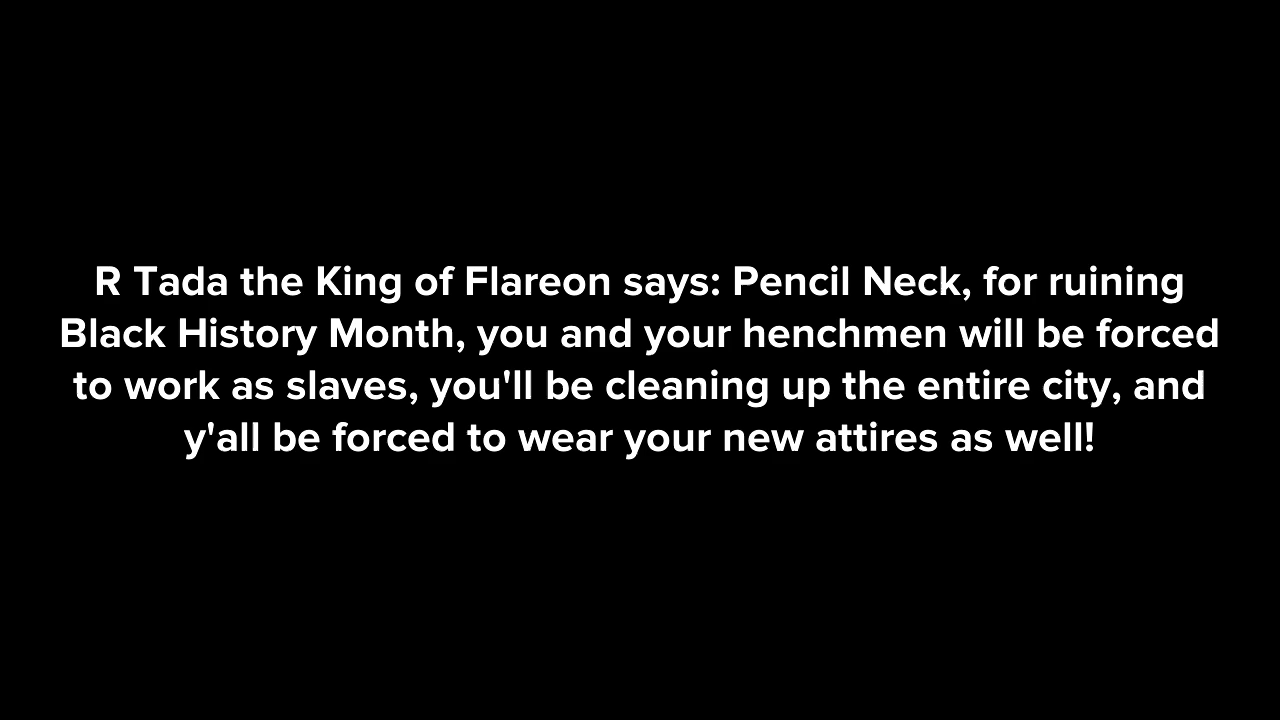 R Tada the King of Flareon says: Pencil Neck, for ruining
Black History Month, you and your henchmen will be forced
to work as slaves, you'll be cleaning up the entire city, and
y'all be forced to wear your new attires as well!